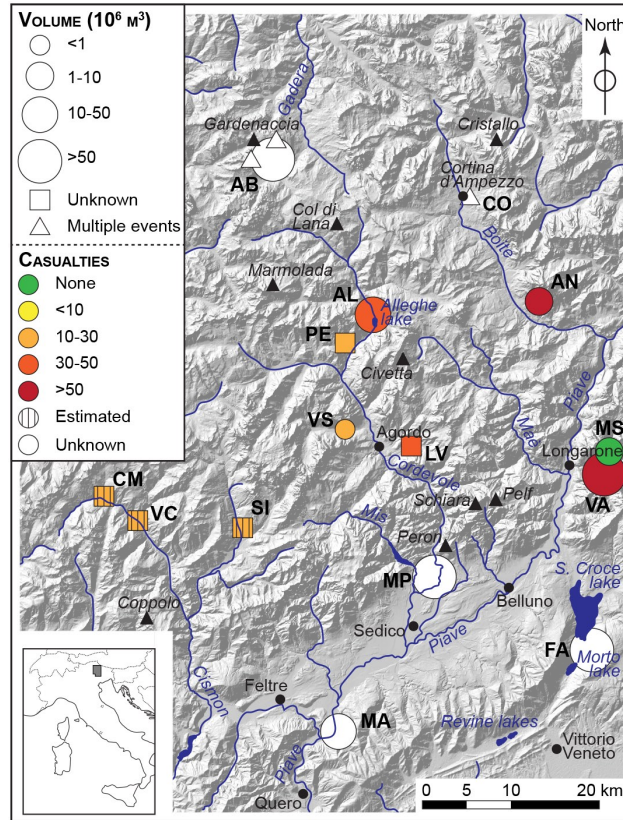 VOLUME (10⁶ M³)
<1
1-10
10-50
>50
Unknown
Multiple events
CASUALTIES
None
<10
10-30
30-50
>50
Estimated
Unknown
North
Gadera
Gardenaccia
AB
Cristallo
Cortina
d'Ampezzo
CO
Boite
Col di
Lana
Marmolada
AL
Alleghe
lake
AN
PE
Civetta
Piave
VS
Agordo
LV
Maè
MS
Longarone
VA
Cordevole
CM
VC
SI
Mis
Schiara
Pelf
Peron
MP
S. Croce
lake
Coppolo
Belluno
Sedico
Piave
FA
Morto
lake
Cismon
Feltre
MA
Revine lakes
Vittorio
Veneto
Piave
Quero
0 5 10 20 km